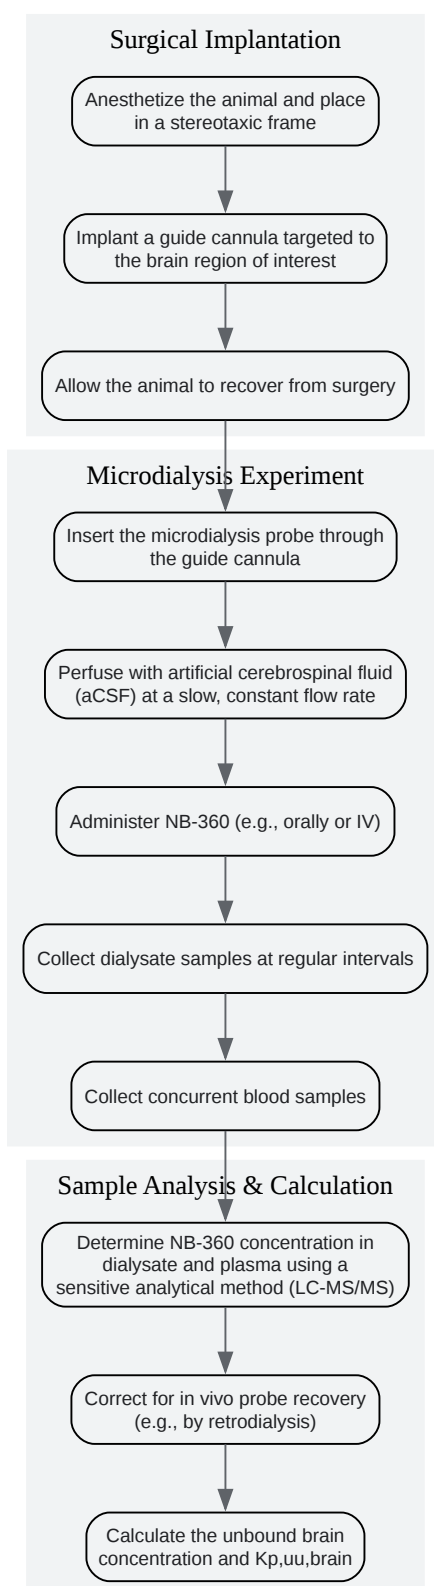 Surgical Implantation
Anesthetize the animal and place
in a stereotaxic frame
Implant a guide cannula targeted to
the brain region of interest
Allow the animal to recover from surgery
Microdialysis Experiment
Insert the microdialysis probe through
the guide cannula
Perfuse with artificial cerebrospinal fluid
(aCSF) at a slow, constant flow rate
Administer NB-360 (e.g., orally or IV)
Collect dialysate samples at regular intervals
Collect concurrent blood samples
Sample Analysis & Calculation
Determine NB-360 concentration in
dialysate and plasma using a
sensitive analytical method (LC-MS/MS)
Correct for in vivo probe recovery
(e.g., by retrodialysis)
Calculate the unbound brain
concentration and Kp,uu,brain